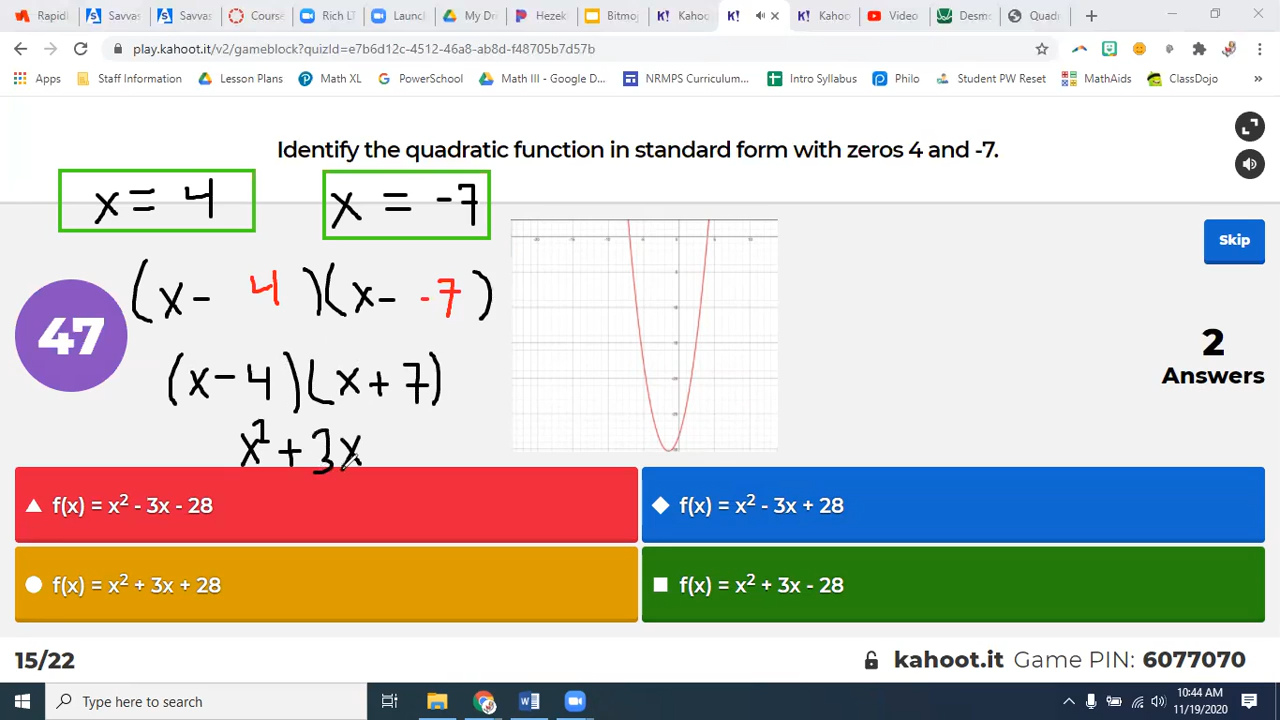 Rapidi
Savvas
Savvas
Course
Rich LT
Launch
My Dr
Hezek
Bitmoj
Kahoo
Kahoo
Video
Desmo
Quadr
play.kahoot.it/v2/gameblock?quizId=e7b6d12c-4512-46a8-ab8d-f48705b7d57b
Apps Staff Information Lesson Plans Math XL PowerSchool Math III - Google D... NRMPS Curriculum... Intro Syllabus Philo Student PW Reset MathAids ClassDojo »
Identify the quadratic function in standard form with zeros 4 and -7.
x = 4 x = -7
Skip
(x - 4)(x - -7)
47
(x - 4)(x + 7)
2
Answers
x² + 3x
f(x) = x² - 3x - 28
f(x) = x² - 3x + 28
f(x) = x² + 3x + 28
f(x) = x² + 3x - 28
15/22
kahoot.it Game PIN: 6077070
Type here to search
10:44 AM
11/19/2020